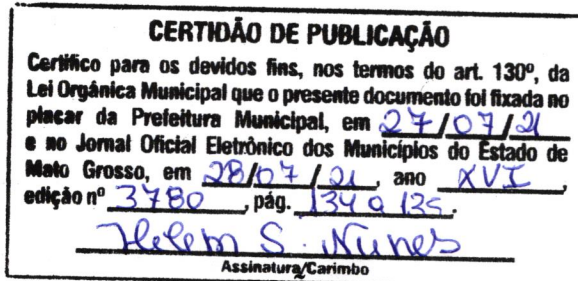 CERTIDÃO DE PUBLICAÇÃO
Certifico para os devidos fins, nos termos do art. 130º, da
Lei Orgânica Municipal que o presente documento foi fixada no
placar da Prefeitura Municipal, em 27/07/21
e no Jornal Oficial Eletrônico dos Municípios do Estado de
Mato Grosso, em 28/07/21, ano XVI,
edição nº 3780, pág. 134 a 135.
Helem S. Nunes
Assinatura/Carimbo